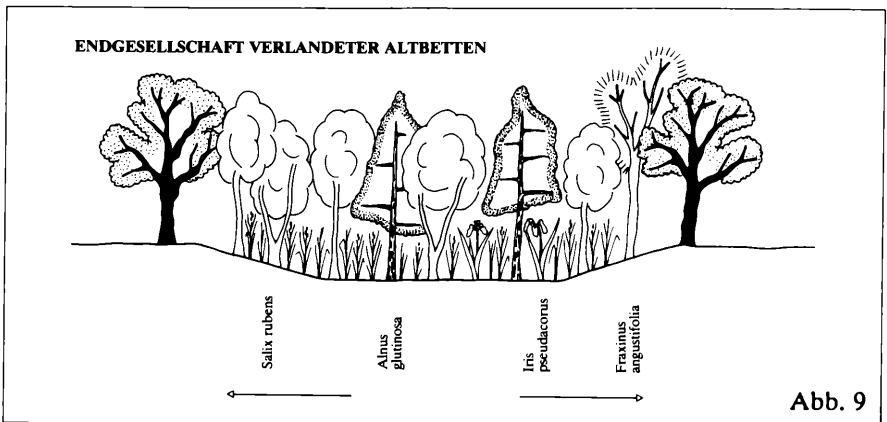 ENDGESELLSCHAFT VERLANDETER ALTBETTEN
Salix rubens
Alnus
glutinosa
Iris
pseudacorus
Fraxinus
angustifolia
Abb. 9